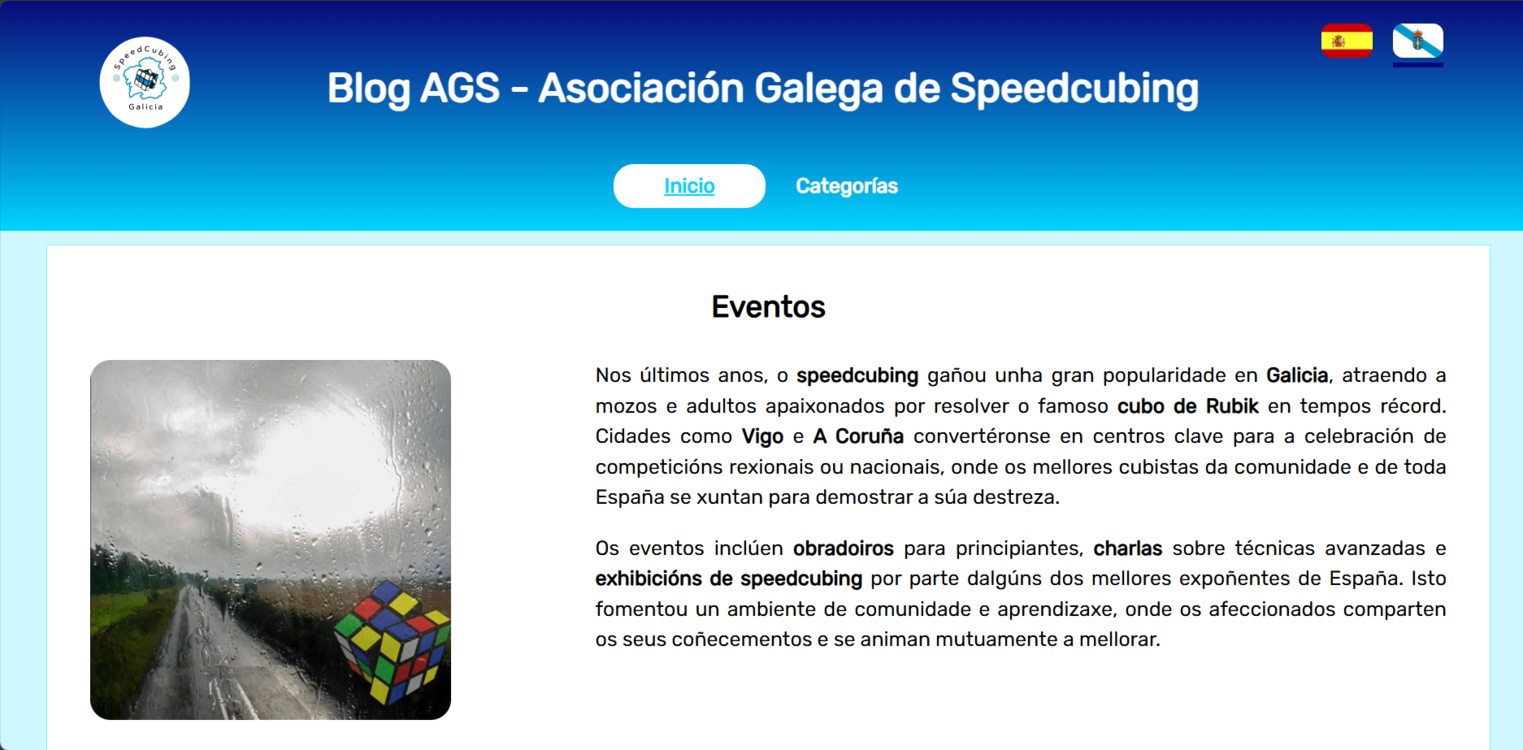 SpeedCubing
Galicia
Blog AGS - Asociación Galega de Speedcubing
Inicio
Categorías
Eventos
Nos últimos anos, o speedcubing gañou unha gran popularidade en Galicia, atraendo a
mozos e adultos apaixonados por resolver o famoso cubo de Rubik en tempos récord.
Cidades como Vigo e A Coruña convertéronse en centros clave para a celebración de
competicións rexionais ou nacionais, onde os mellores cubistas da comunidade e de toda
España se xuntan para demostrar a súa destreza.
Os eventos inclúen obradoiros para principiantes, charlas sobre técnicas avanzadas e
exhibicións de speedcubing por parte dalgúns dos mellores expoñentes de España. Isto
fomentou un ambiente de comunidade e aprendizaxe, onde os afeccionados comparten
os seus coñecementos e se animan mutuamente a mellorar.